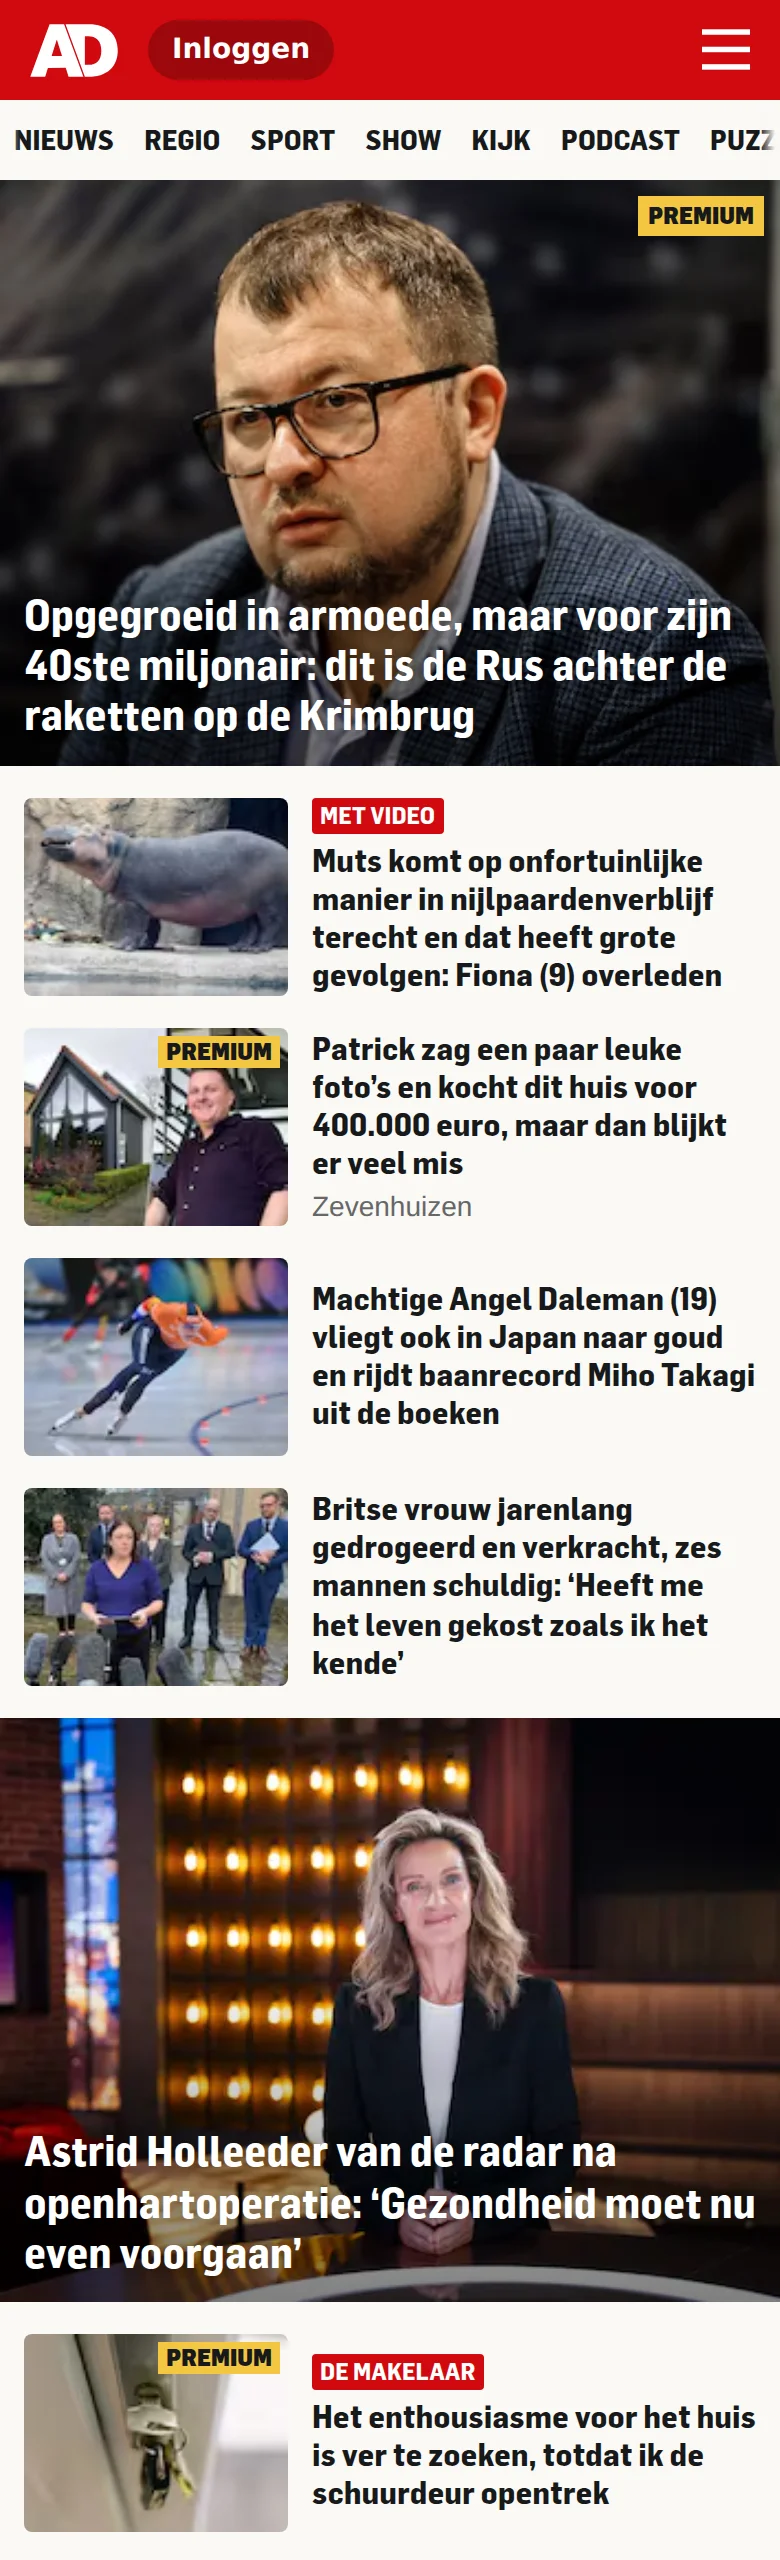 AD
Inloggen
NIEUWS REGIO SPORT SHOW KIJK PODCAST PUZZ
PREMIUM
Opgegroeid in armoede, maar voor zijn
40ste miljonair: dit is de Rus achter de
raketten op de Krimbrug
MET VIDEO
Muts komt op onfortuinlijke
manier in nijlpaardenverblijf
terecht en dat heeft grote
gevolgen: Fiona (9) overleden
PREMIUM
Patrick zag een paar leuke
foto’s en kocht dit huis voor
400.000 euro, maar dan blijkt
er veel mis
Zevenhuizen
Machtige Angel Daleman (19)
vliegt ook in Japan naar goud
en rijdt baanrecord Miho Takagi
uit de boeken
Britse vrouw jarenlang
gedrogeerd en verkracht, zes
mannen schuldig: ‘Heeft me
het leven gekost zoals ik het
kende’
Astrid Holleeder van de radar na
openhartoperatie: ‘Gezondheid moet nu
even voorgaan’
PREMIUM
DE MAKELAAR
Het enthousiasme voor het huis
is ver te zoeken, totdat ik de
schuurdeur opentrek